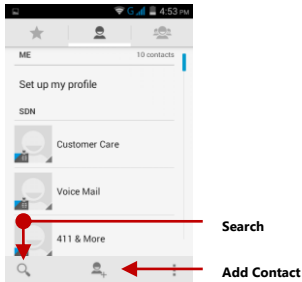 G 4:53 PM
ME 10 contacts
Set up my profile
SDN
Customer Care
Voice Mail
411 & More
Search
Add Contact